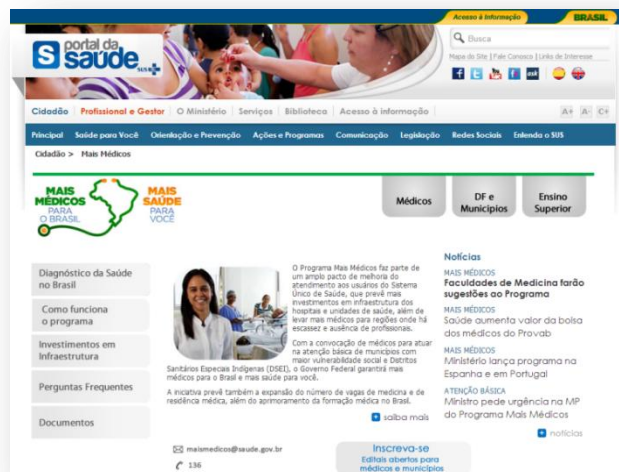 Acesso à Informação
BRASIL
portal da
saúde
SUS
Busca
Mapa do Site | Fale Conosco | Links de Interesse
ask
Cidadão
Profissional e Gestor
O Ministério
Serviços
Biblioteca
Acesso à informação
A+ A- C+
Principal
Saúde para Você
Orientação e Prevenção
Ações e Programas
Comunicação
Legislação
Redes Sociais
Entenda o SUS
Cidadão > Mais Médicos
MAIS
MÉDICOS
PARA
O BRASIL
MAIS
SAÚDE
PARA
VOCÊ
Médicos
DF e
Municípios
Ensino
Superior
Diagnóstico da Saúde
no Brasil
Como funciona
o programa
Investimentos em
Infraestrutura
Perguntas Frequentes
Documentos
O Programa Mais Médicos faz parte de
um amplo pacto de melhoria do
atendimento aos usuários do Sistema
Único de Saúde, que prevê mais
investimentos em infraestrutura dos
hospitais e unidades de saúde, além de
levar mais médicos para regiões onde há
escassez e ausência de profissionais.
Com a convocação de médicos para atuar
na atenção básica de municípios com
maior vulnerabilidade social e Distritos
Sanitários Especiais Indígenas (DSEI), o Governo Federal garantirá mais
médicos para o Brasil e mais saúde para você.
A iniciativa prevê também a expansão do número de vagas de medicina e de
residência médica, além do aprimoramento da formação médica no Brasil.
saiba mais
Notícias
MAIS MÉDICOS
Faculdades de Medicina farão
sugestões ao Programa
MAIS MÉDICOS
Saúde aumenta valor da bolsa
dos médicos do Provab
MAIS MÉDICOS
Ministério lança programa na
Espanha e em Portugal
ATENÇÃO BÁSICA
Ministro pede urgência na MP
do Programa Mais Médicos
notícias
maismedicos@saude.gov.br
136
Inscreva-se
Editais abertos para
médicos e municípios